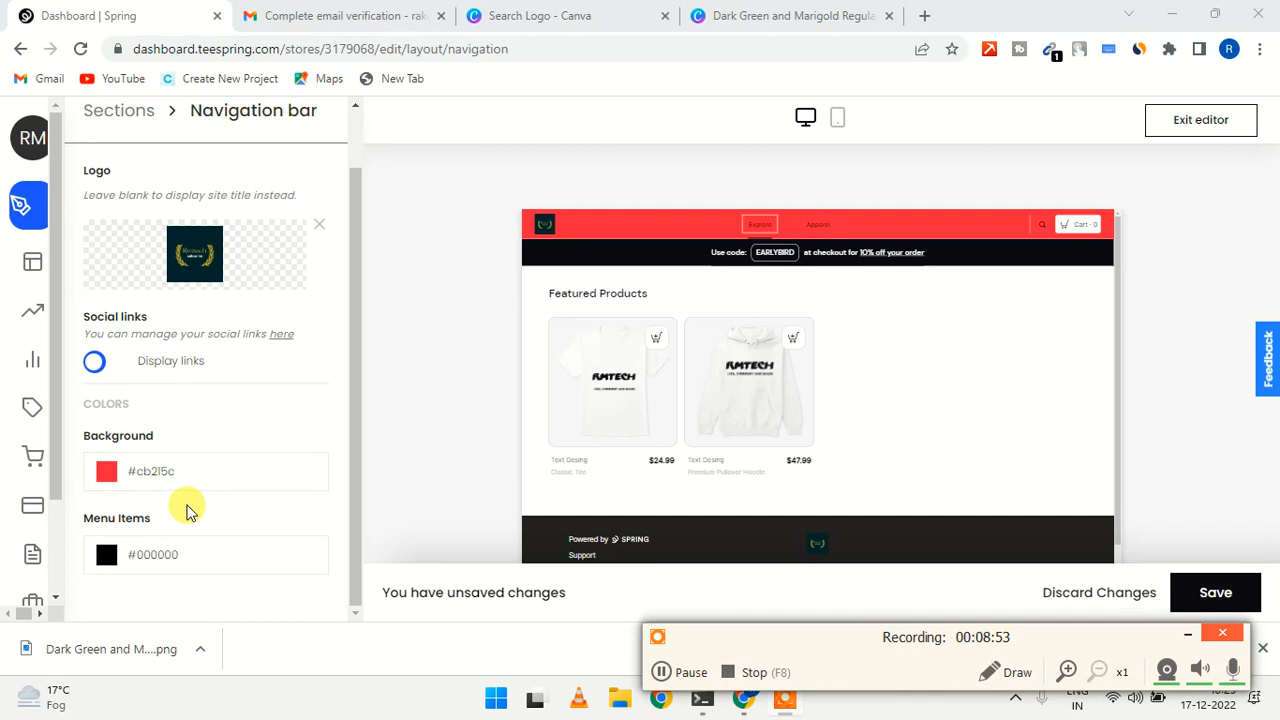 Dashboard | Spring
Complete email verification - rak
Search Logo - Canva
Dark Green and Marigold Regula
dashboard.teespring.com/stores/3179068/edit/layout/navigation
1
R
Gmail
YouTube
Create New Project
Maps
New Tab
Sections > Navigation bar
RM
Exit editor
Logo
Leave blank to display site title instead.
Rmtech
Explore
Apparel
Cart - 0
Use code: EARLYBIRD at checkout for 10% off your order
Featured Products
Social links
You can manage your social links here
Display links
Feedback
RMTECH
RMTECH
COLORS
Background
#cb215c
Text Desing $24.99
Classic Tee
Text Desing $47.99
Premium Pullover Hoodie
Menu Items
#000000
Powered by SPRING
Support
You have unsaved changes
Discard Changes
Save
Dark Green and M....png
Recording: 00:08:53
Pause
Stop (F8)
Draw
x1
17°C
Fog
ENG
IN
17-12-2022